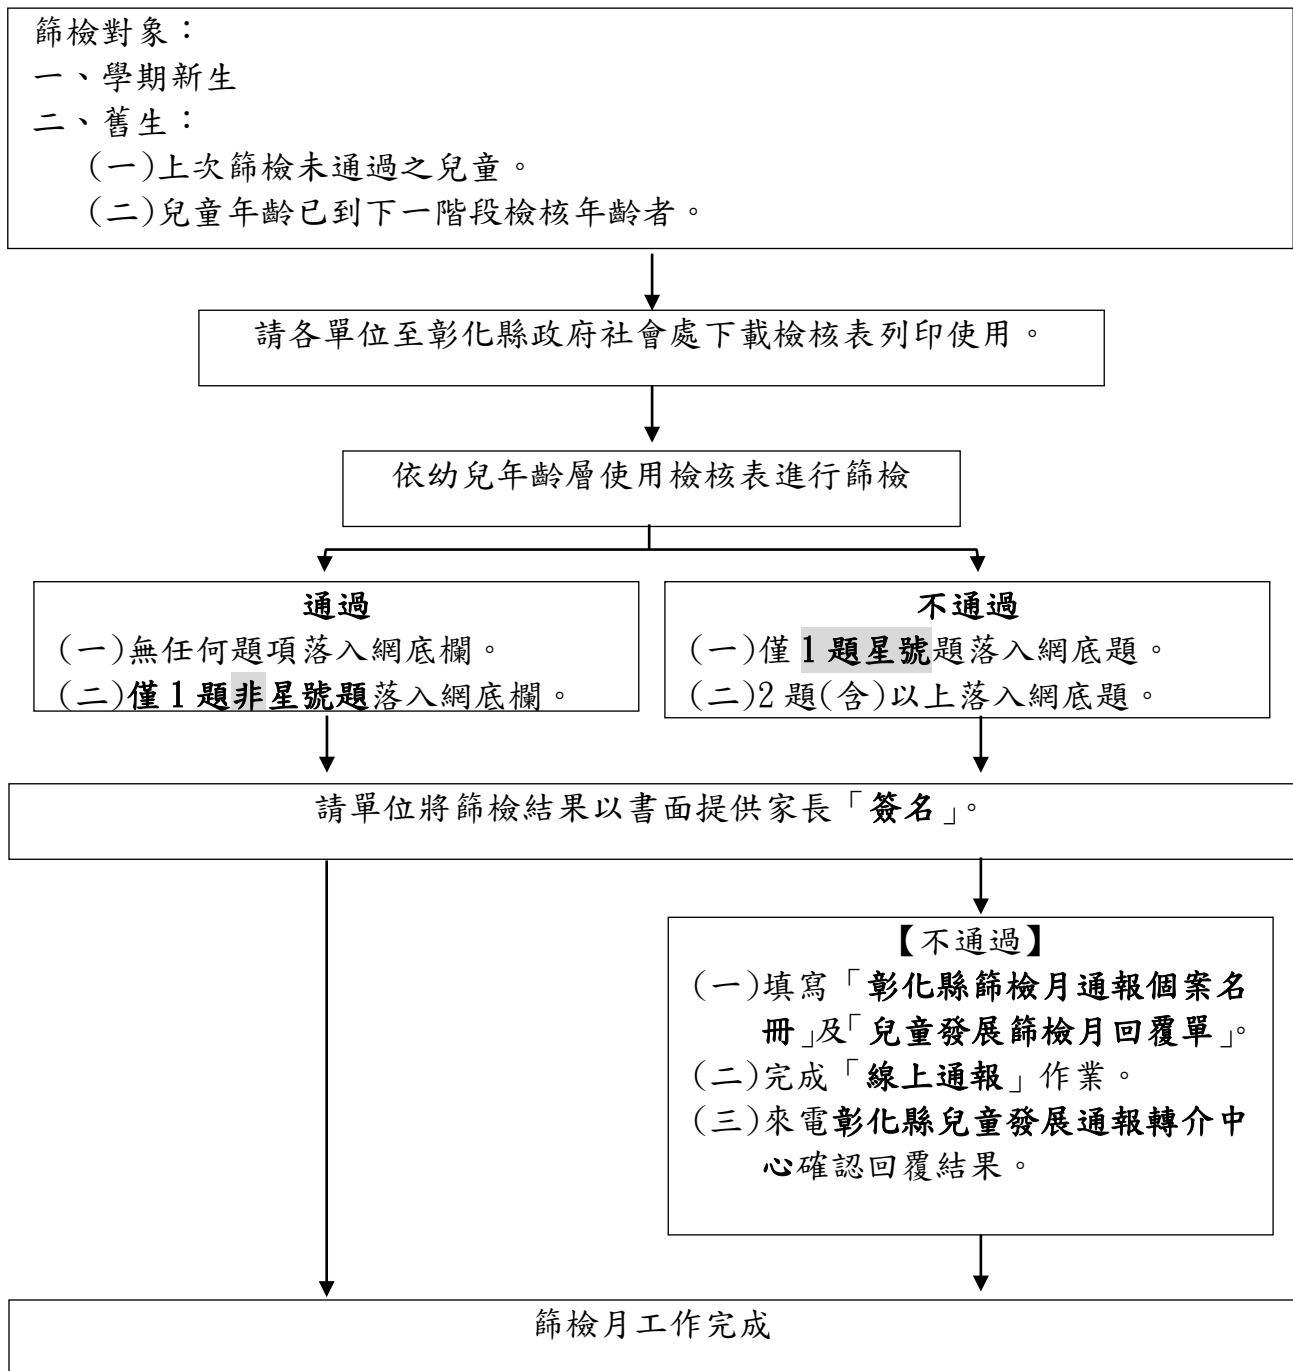 篩檢對象：
一、學期新生
二、舊生：
(一)上次篩檢未通過之兒童。
(二)兒童年齡已到下一階段檢核年齡者。
請各單位至彰化縣政府社會處下載檢核表列印使用。
依幼兒年齡層使用檢核表進行篩檢
通過
(一)無任何題項落入網底欄。
(二)僅1題非星號題落入網底欄。
不通過
(一)僅1題星號題落入網底題。
(二)2題(含)以上落入網底題。
請單位將篩檢結果以書面提供家長「簽名」。
【不通過】
(一)填寫「彰化縣篩檢月通報個案名
冊」及「兒童發展篩檢月回覆單」。
(二)完成「線上通報」作業。
(三)來電彰化縣兒童發展通報轉介中
心確認回覆結果。
篩檢月工作完成